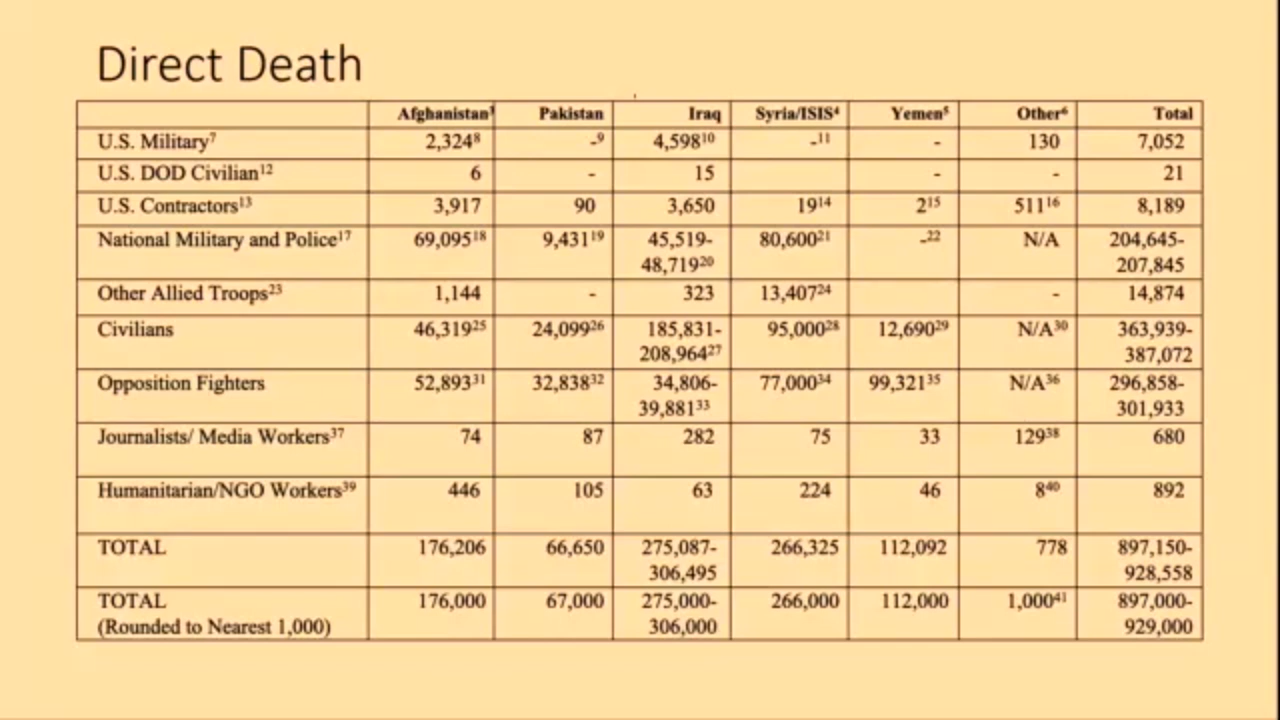 Direct Death
Afghanistan¹ Pakistan Iraq Syria/ISIS⁴ Yemen⁵ Other⁶ Total
U.S. Military⁷ 2,324⁸ -⁹ 4,598¹⁰ -¹¹ - 130 7,052
U.S. DOD Civilian¹² 6 - 15 - - 21
U.S. Contractors¹³ 3,917 90 3,650 19¹⁴ 2¹⁵ 511¹⁶ 8,189
National Military and Police¹⁷ 69,095¹⁸ 9,431¹⁹ 45,519- 80,600²¹ -²² N/A 204,645-
48,719²⁰ 207,845
Other Allied Troops²³ 1,144 - 323 13,407²⁴ - 14,874
Civilians 46,319²⁵ 24,099²⁶ 185,831- 95,000²⁸ 12,690²⁹ N/A³⁰ 363,939-
208,964²⁷ 387,072
Opposition Fighters 52,893³¹ 32,838³² 34,806- 77,000³⁴ 99,321³⁵ N/A³⁶ 296,858-
39,881³³ 301,933
Journalists/ Media Workers³⁷ 74 87 282 75 33 129³⁸ 680
Humanitarian/NGO Workers³⁹ 446 105 63 224 46 8⁴⁰ 892
TOTAL 176,206 66,650 275,087- 266,325 112,092 778 897,150-
306,495 928,558
TOTAL 176,000 67,000 275,000- 266,000 112,000 1,000⁴¹ 897,000-
(Rounded to Nearest 1,000) 306,000 929,000